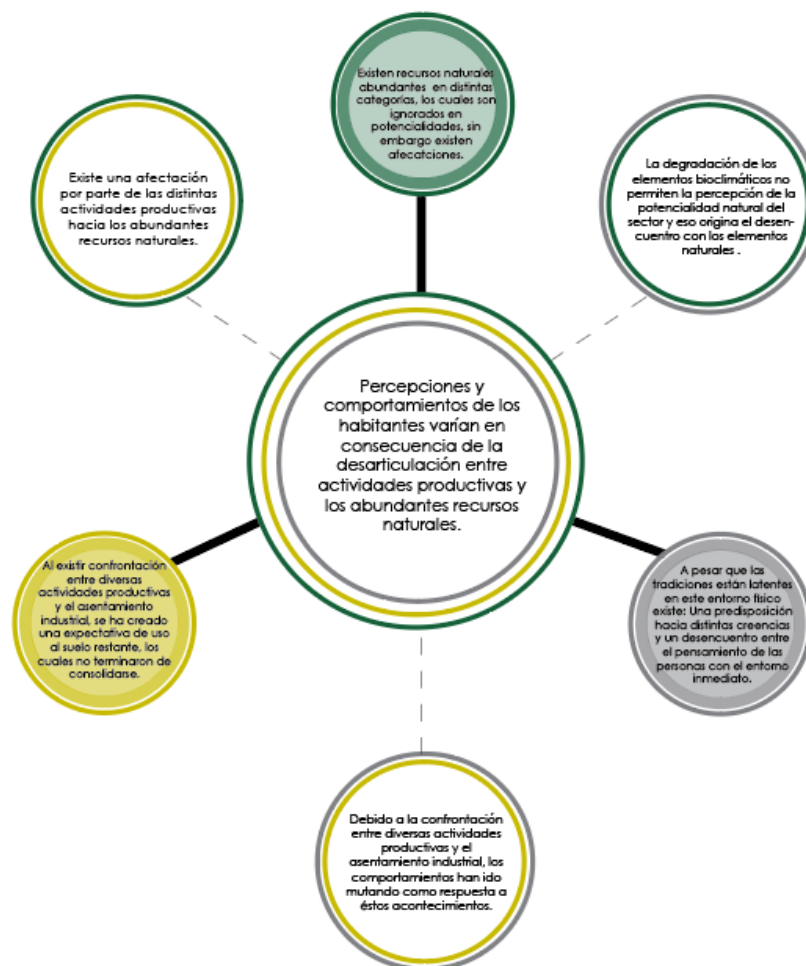 Existen recursos naturales
abundantes en distintas
categorías, los cuales son
ignorados en
potencialidades, sin
embargo existen
afecatciones.
Existe una afectación
por parte de las distintas
actividades productivas
hacia los abundantes
recursos naturales.
La degradación de los
elementos bioclimáticos no
permiten la percepción de la
potencialidad natural del
sector y eso origina el desen-
cuentro con los elementos
naturales .
Percepciones y
comportamientos de los
habitantes varían en
consecuencia de la
desarticulación entre
actividades productivas y
los abundantes recursos
naturales.
Al existir confrontación
entre diversas
actividades productivas
y el asentamiento
industrial, se ha creado
una expectativa de uso
al suelo restante, los
cuales no terminaron de
consolidarse.
A pesar que las
tradiciones están latentes
en este entorno físico
existe: Una predisposición
hacia distintas creencias
y un desencuentro entre
el pensamiento de las
personas con el entorno
inmediato.
Debido a la confrontación
entre diversas actividades
productivas y el
asentamiento industrial, los
comportamientos han ido
mutando como respuesta a
éstos acontecimientos.